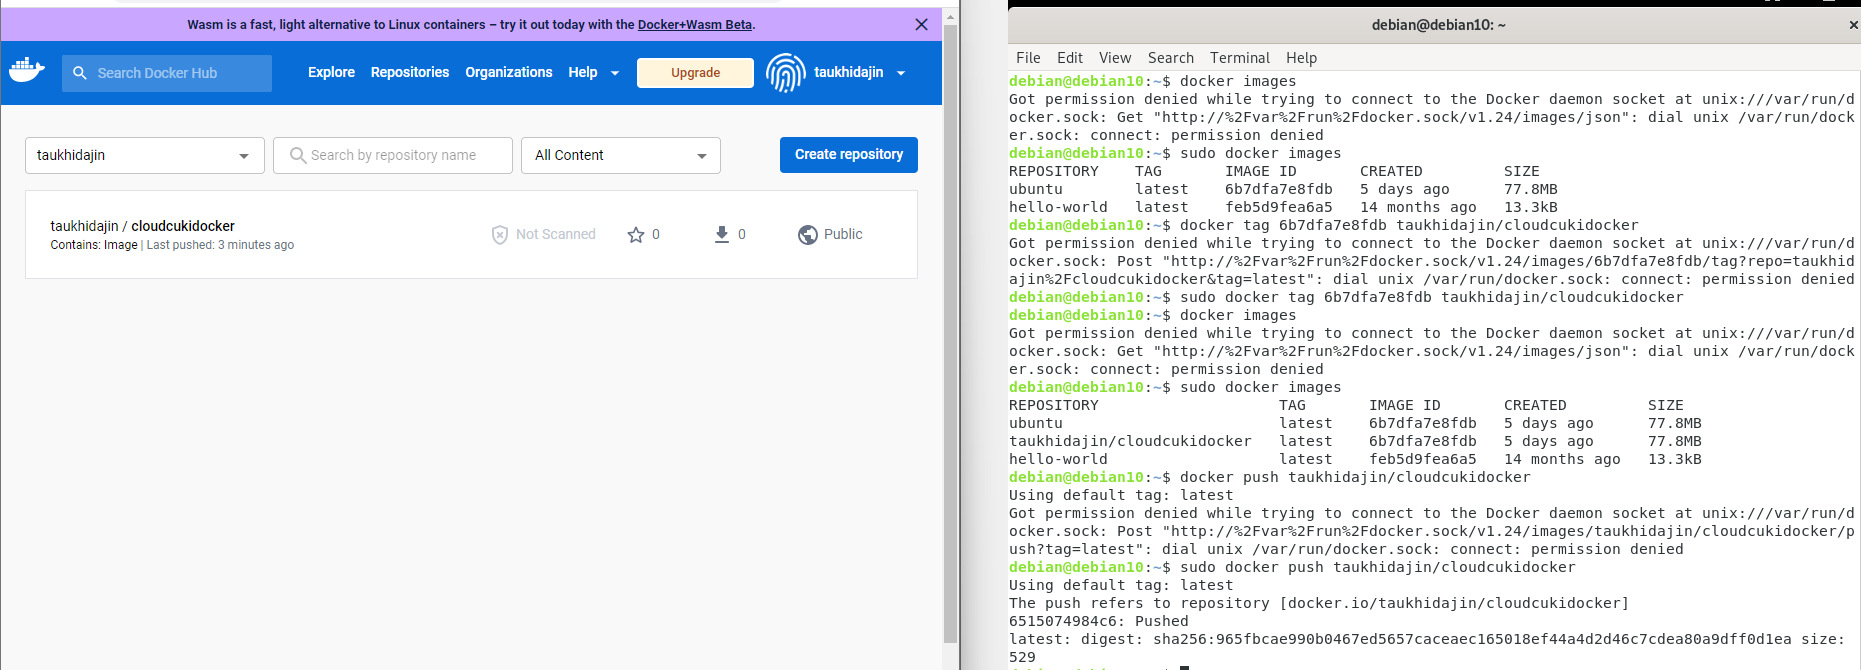 Wasm is a fast, light alternative to Linux containers – try it out today with the Docker+Wasm Beta.
Search Docker Hub
Explore
Repositories
Organizations
Help
Upgrade
taukhidajin
taukhidajin
Search by repository name
All Content
Create repository
taukhidajin / cloudcukidocker
Contains: Image | Last pushed: 3 minutes ago
Not Scanned
0
0
Public
debian@debian10: ~
File Edit View Search Terminal Help
debian@debian10:~$ docker images
Got permission denied while trying to connect to the Docker daemon socket at unix:///var/run/d
ocker.sock: Get "http://%2Fvar%2Frun%2Fdocker.sock/v1.24/images/json": dial unix /var/run/dock
er.sock: connect: permission denied
debian@debian10:~$ sudo docker images
REPOSITORY TAG IMAGE ID CREATED SIZE
ubuntu latest 6b7dfa7e8fdb 5 days ago 77.8MB
hello-world latest feb5d9fea6a5 14 months ago 13.3kB
debian@debian10:~$ docker tag 6b7dfa7e8fdb taukhidajin/cloudcukidocker
Got permission denied while trying to connect to the Docker daemon socket at unix:///var/run/d
ocker.sock: Post "http://%2Fvar%2Frun%2Fdocker.sock/v1.24/images/6b7dfa7e8fdb/tag?repo=taukhid
ajin%2Fcloudcukidocker&tag=latest": dial unix /var/run/docker.sock: connect: permission denied
debian@debian10:~$ sudo docker tag 6b7dfa7e8fdb taukhidajin/cloudcukidocker
debian@debian10:~$ docker images
Got permission denied while trying to connect to the Docker daemon socket at unix:///var/run/d
ocker.sock: Get "http://%2Fvar%2Frun%2Fdocker.sock/v1.24/images/json": dial unix /var/run/dock
er.sock: connect: permission denied
debian@debian10:~$ sudo docker images
REPOSITORY TAG IMAGE ID CREATED SIZE
ubuntu latest 6b7dfa7e8fdb 5 days ago 77.8MB
taukhidajin/cloudcukidocker latest 6b7dfa7e8fdb 5 days ago 77.8MB
hello-world latest feb5d9fea6a5 14 months ago 13.3kB
debian@debian10:~$ docker push taukhidajin/cloudcukidocker
Using default tag: latest
Got permission denied while trying to connect to the Docker daemon socket at unix:///var/run/d
ocker.sock: Post "http://%2Fvar%2Frun%2Fdocker.sock/v1.24/images/taukhidajin/cloudcukidocker/p
ush?tag=latest": dial unix /var/run/docker.sock: connect: permission denied
debian@debian10:~$ sudo docker push taukhidajin/cloudcukidocker
Using default tag: latest
The push refers to repository [docker.io/taukhidajin/cloudcukidocker]
6515074984c6: Pushed
latest: digest: sha256:965fbcae990b0467ed5657caceaec165018ef44a4d2d46c7cdea80a9dff0d1ea size:
529